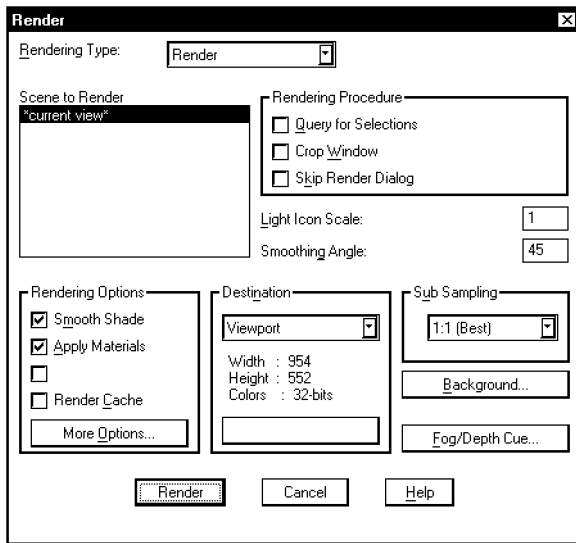 Render
Rendering Type:
Render
Scene to Render
*current view*
Rendering Procedure
Query for Selections
Crop Window
Skip Render Dialog
Light Icon Scale:
1
Smoothing Angle:
45
Rendering Options
Smooth Shade
Apply Materials
Render Cache
More Options...
Destination
Viewport
Width : 954
Height : 552
Colors : 32-bits
Sub Sampling
1:1 (Best)
Background...
Fog/Depth Cue...
Render
Cancel
Help